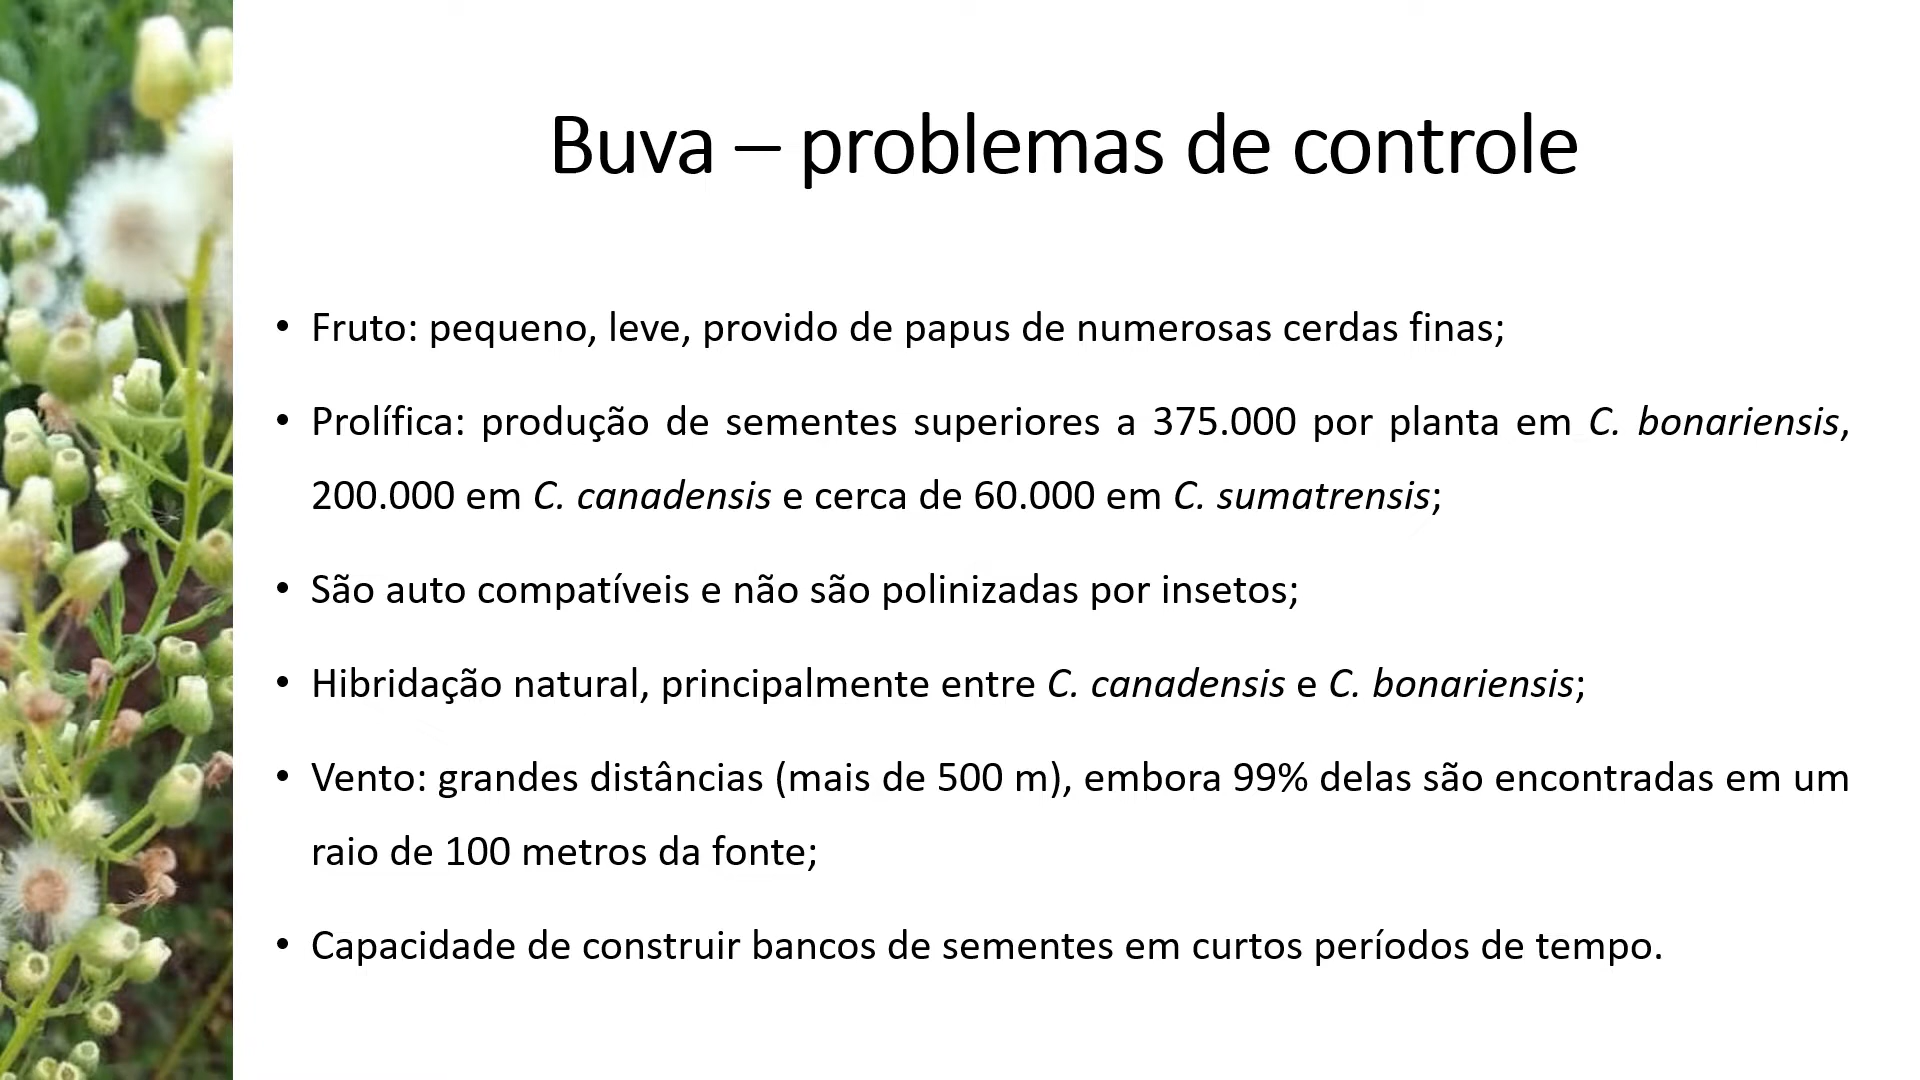 Buva – problemas de controle
• Fruto: pequeno, leve, provido de papus de numerosas cerdas finas;
• Prolífica: produção de sementes superiores a 375.000 por planta em C. bonariensis,
200.000 em C. canadensis e cerca de 60.000 em C. sumatrensis;
• São auto compatíveis e não são polinizadas por insetos;
• Hibridação natural, principalmente entre C. canadensis e C. bonariensis;
• Vento: grandes distâncias (mais de 500 m), embora 99% delas são encontradas em um
raio de 100 metros da fonte;
• Capacidade de construir bancos de sementes em curtos períodos de tempo.